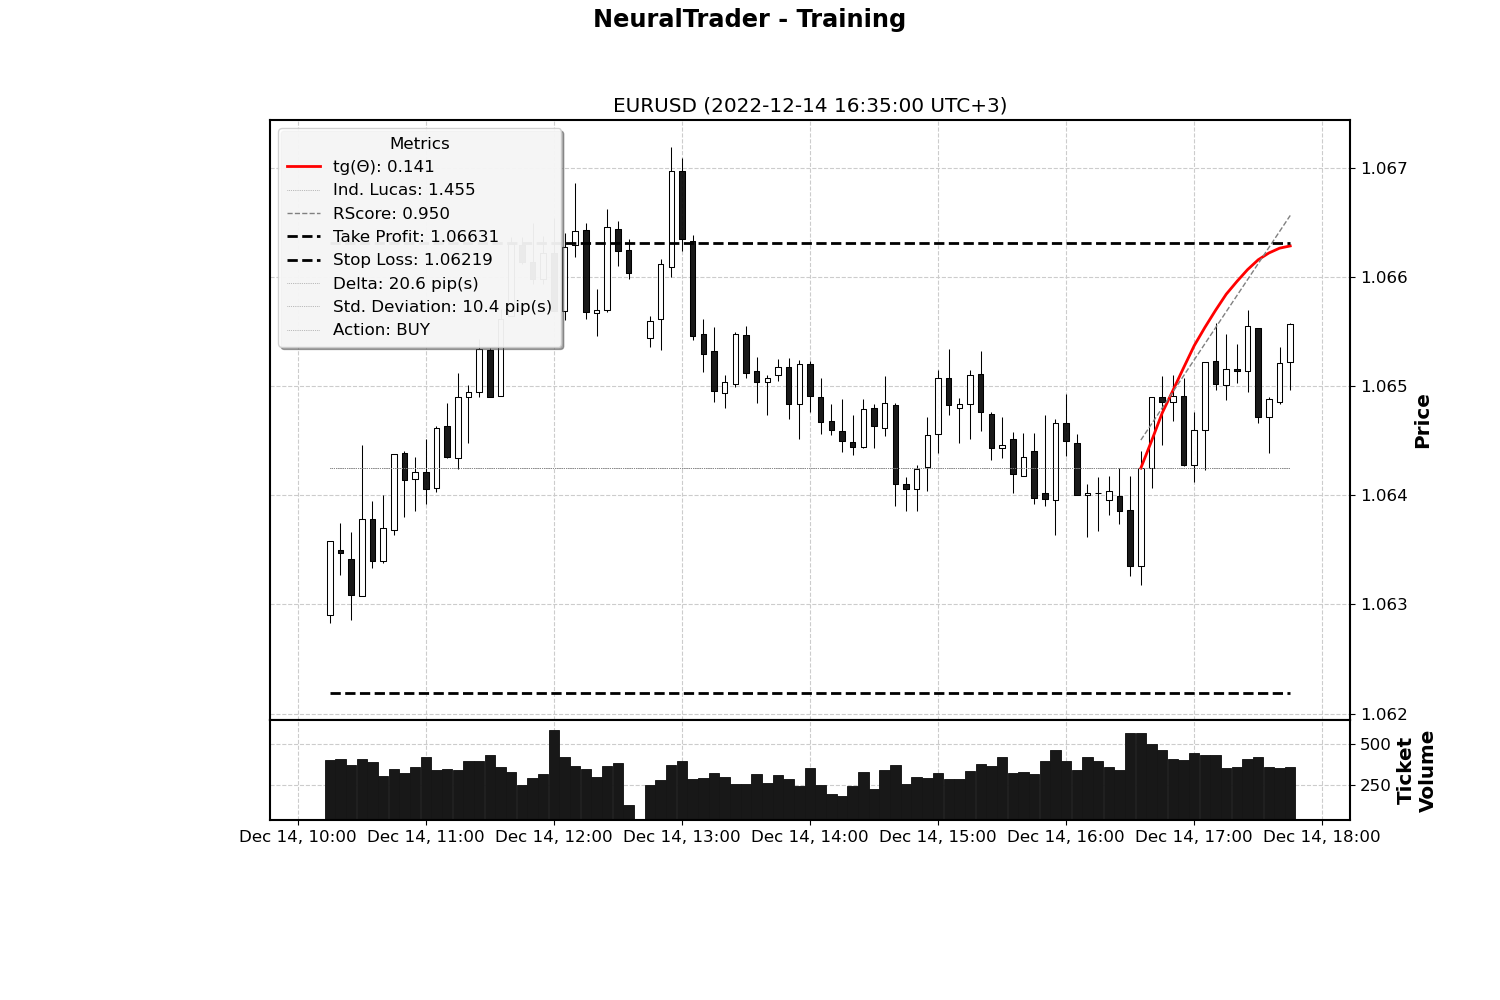 NeuralTrader - Training
EURUSD (2022-12-14 16:35:00 UTC+3)
Metrics
tg(Θ): 0.141
Ind. Lucas: 1.455
RScore: 0.950
Take Profit: 1.06631
Stop Loss: 1.06219
Delta: 20.6 pip(s)
Std. Deviation: 10.4 pip(s)
Action: BUY
1.067
1.066
1.065
1.064
1.063
1.062
Price
500
250
Ticket
Volume
Dec 14, 10:00 Dec 14, 11:00 Dec 14, 12:00 Dec 14, 13:00 Dec 14, 14:00 Dec 14, 15:00 Dec 14, 16:00 Dec 14, 17:00 Dec 14, 18:00